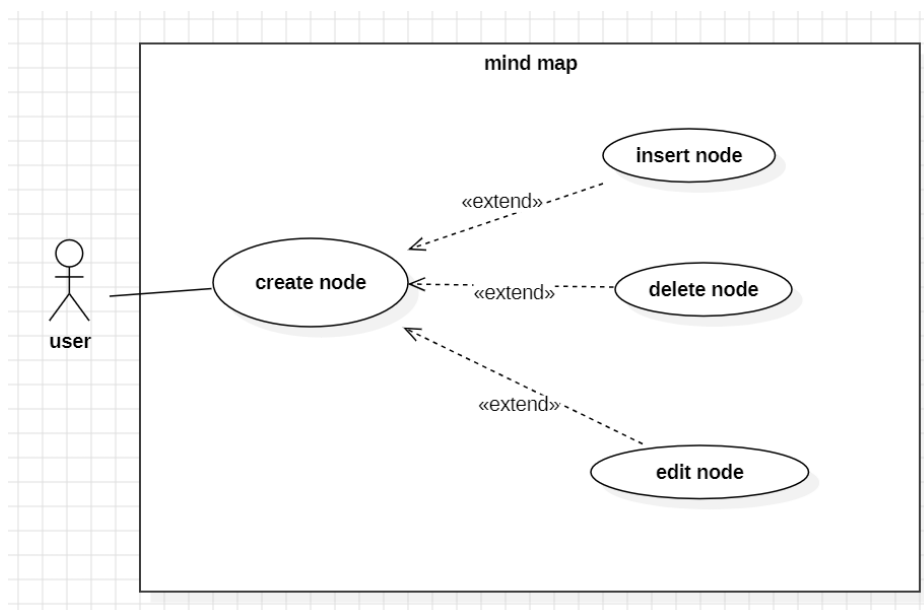 mind map
insert node
«extend»
create node
delete node
«extend»
user
«extend»
edit node